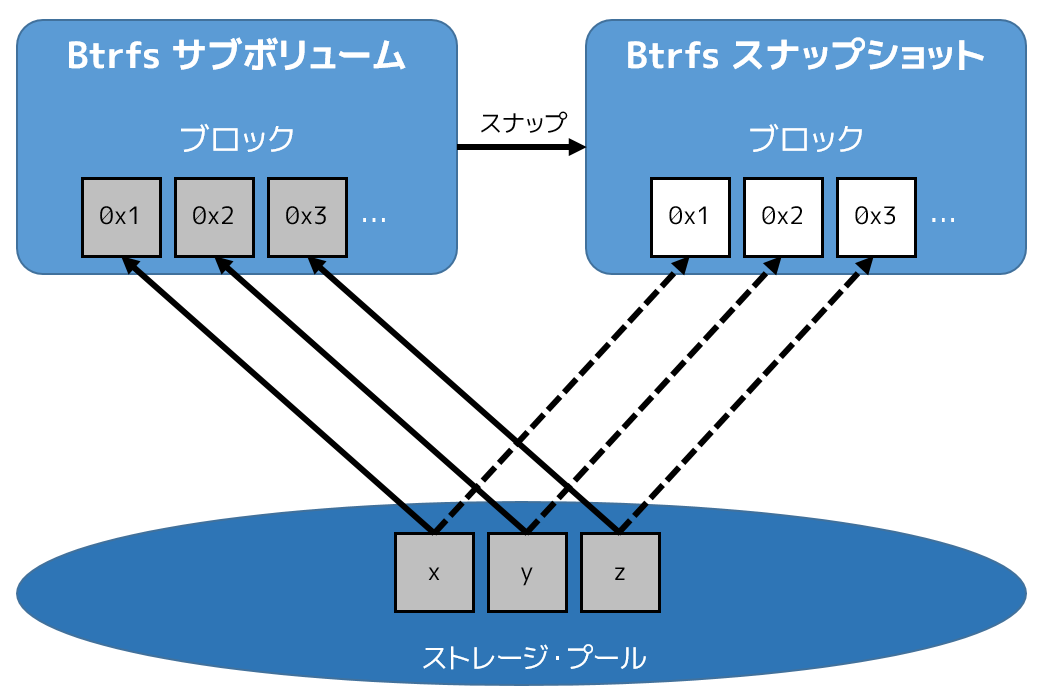 Btrfs サブボリューム
ブロック
0x1 0x2 0x3 ...
スナップ
Btrfs スナップショット
ブロック
0x1 0x2 0x3 ...
x y z
ストレージ・プール